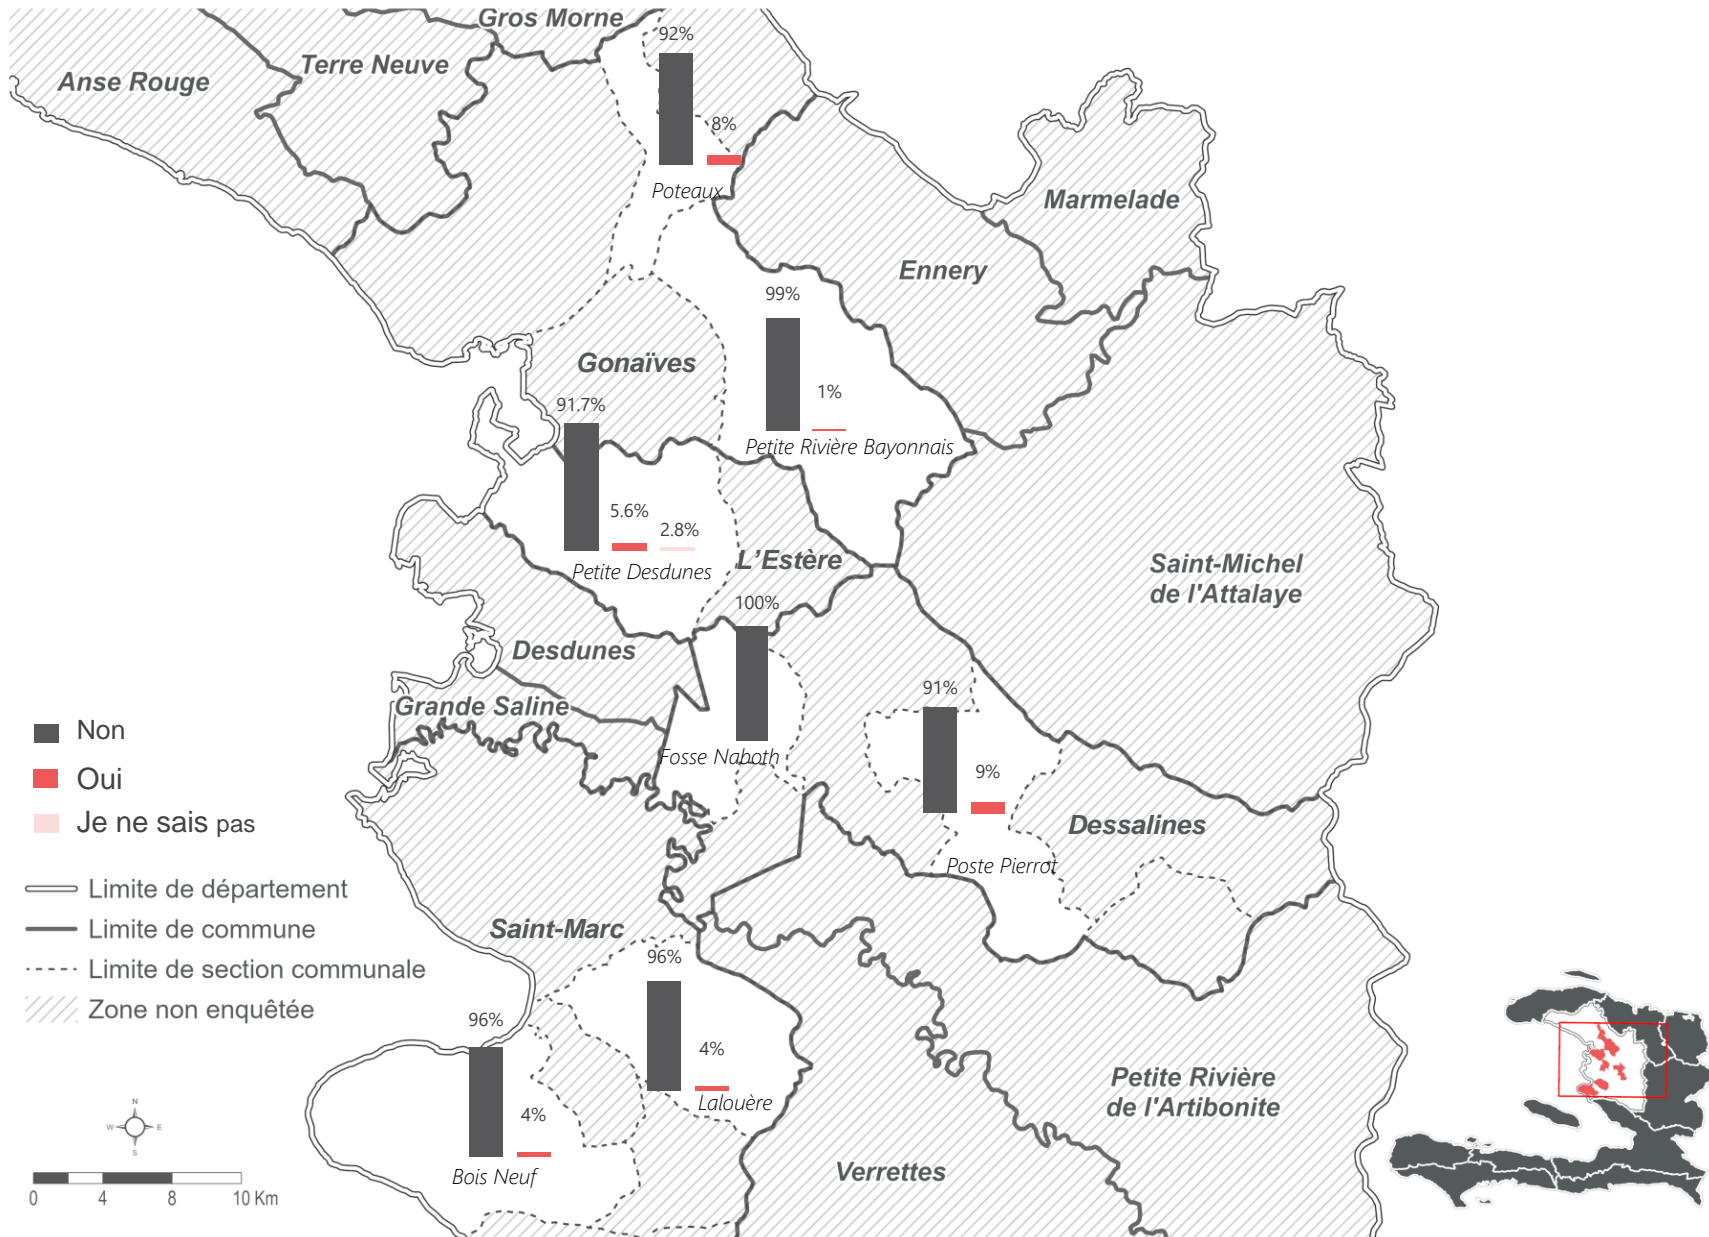 Gros Morne
92%
Terre Neuve
Anse Rouge
8%
Poteaux
Marmelade
Ennery
99%
Gonaïves
1%
91.7%
Petite Rivière Bayonnais
5.6%
2.8%
L'Estère
Petite Desdunes
Saint-Michel
de l'Attalaye
100%
Desdunes
91%
Grande Saline
Fosse Naboth
9%
Dessalines
Poste Pierrot
Non
Oui
Je ne sais pas
Limite de département
Limite de commune
Limite de section communale
Zone non enquêtée
Saint-Marc
96%
4%
Lalouère
96%
4%
Bois Neuf
Petite Rivière
de l'Artibonite
Verrettes
N
W E
S
0 4 8 10 Km